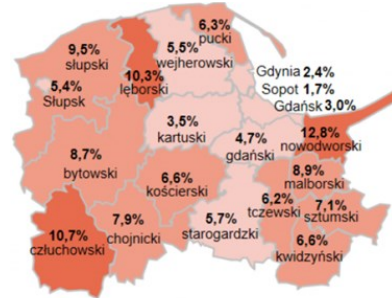 6,3%
pucki
9,5%
słupski
5,5%
wejherowski
10,3%
lęborski
5,4%
Słupsk
Gdynia 2,4%
Sopot 1,7%
Gdańsk 3,0%
3,5%
kartuski
4,7%
gdański
12,8%
nowodworski
8,7%
bytowski
6,6%
kościerski
8,9%
malborski
6,2%
tczewski
7,1%
sztumski
10,7%
człuchowski
7,9%
chojnicki
5,7%
starogardzki
6,6%
kwidzyński